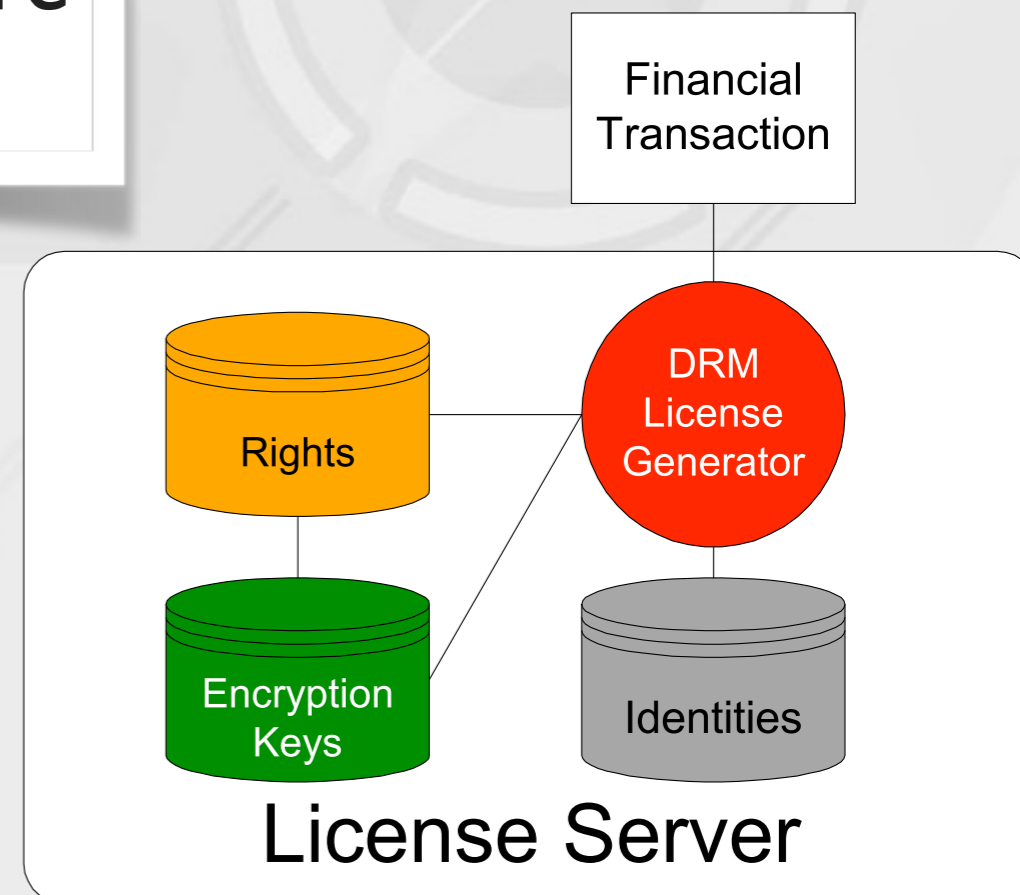 Financial
Transaction
DRM
License
Generator
Rights
Encryption
Keys
Identities
License Server